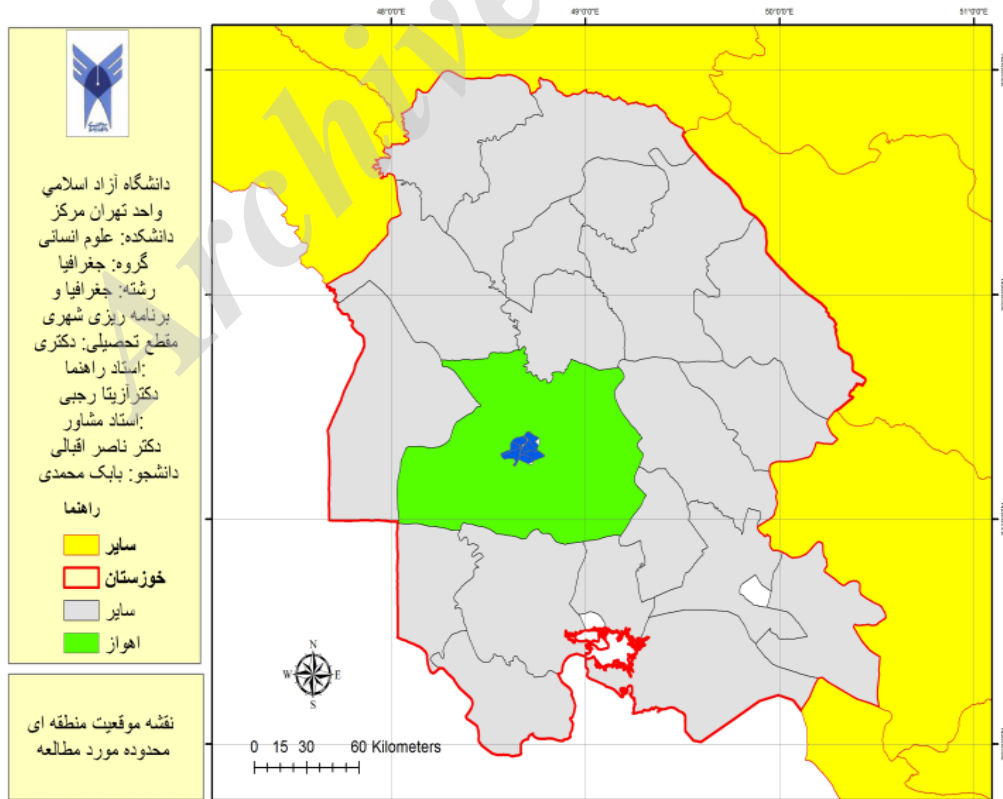 48°0'0"E
49°0'0"E
50°0'0"E
51°0'0"E
Archive
دانشگاه آزاد اسلامي
واحد تهران مرکز
دانشکده: علوم انسانی
گروه: جغرافیا
رشته: جغرافیا و
برنامه ریزی شهری
مقطع تحصیلی: دکتری
استاد راهنما:
دکترآزیتا رجبی
استاد مشاور:
دکتر ناصر اقبالی
دانشجو: بابک محمدی
راهنما
سایر
خوزستان
سایر
اهواز
نقشه موقعیت منطقه ای
محدوده مورد مطالعه
N
W E
S
0 15 30 60 Kilometers